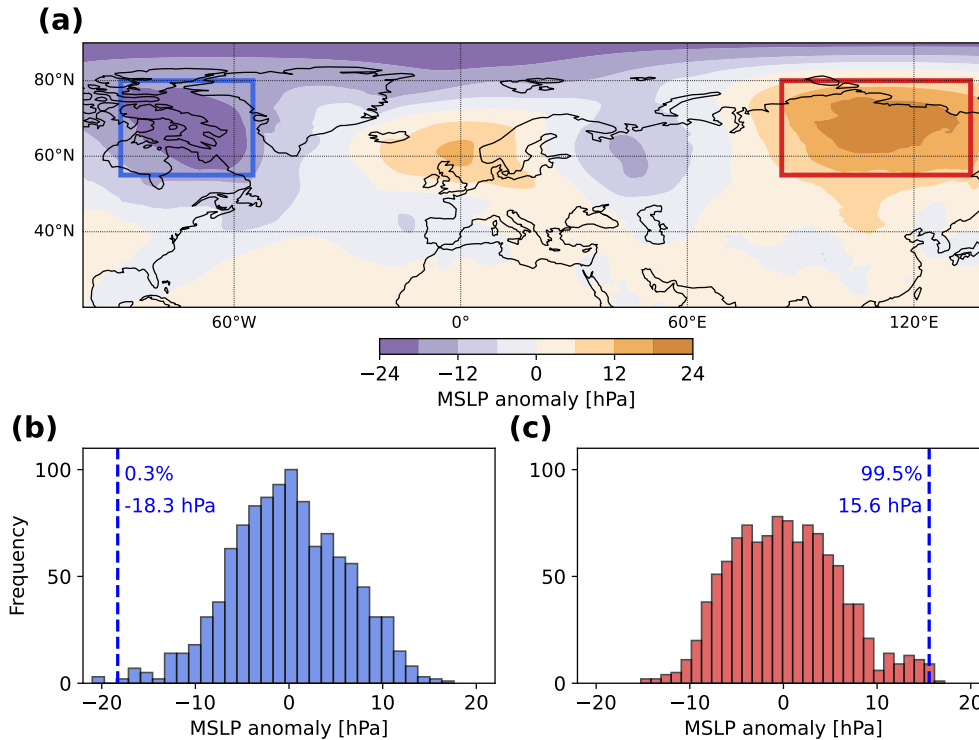 (a)
80°N
60°N
40°N
60°W 0° 60°E 120°E
−24 −12 0 12 24
MSLP anomaly [hPa]
(b)
100
50
0
Frequency
0.3%
-18.3 hPa
−20 −10 0 10 20
MSLP anomaly [hPa]
(c)
100
50
0
99.5%
15.6 hPa
−20 −10 0 10 20
MSLP anomaly [hPa]